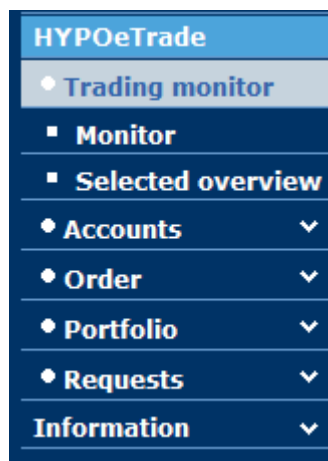 HYPOeTrade
Trading monitor
Monitor
Selected overview
Accounts
Order
Portfolio
Requests
Information